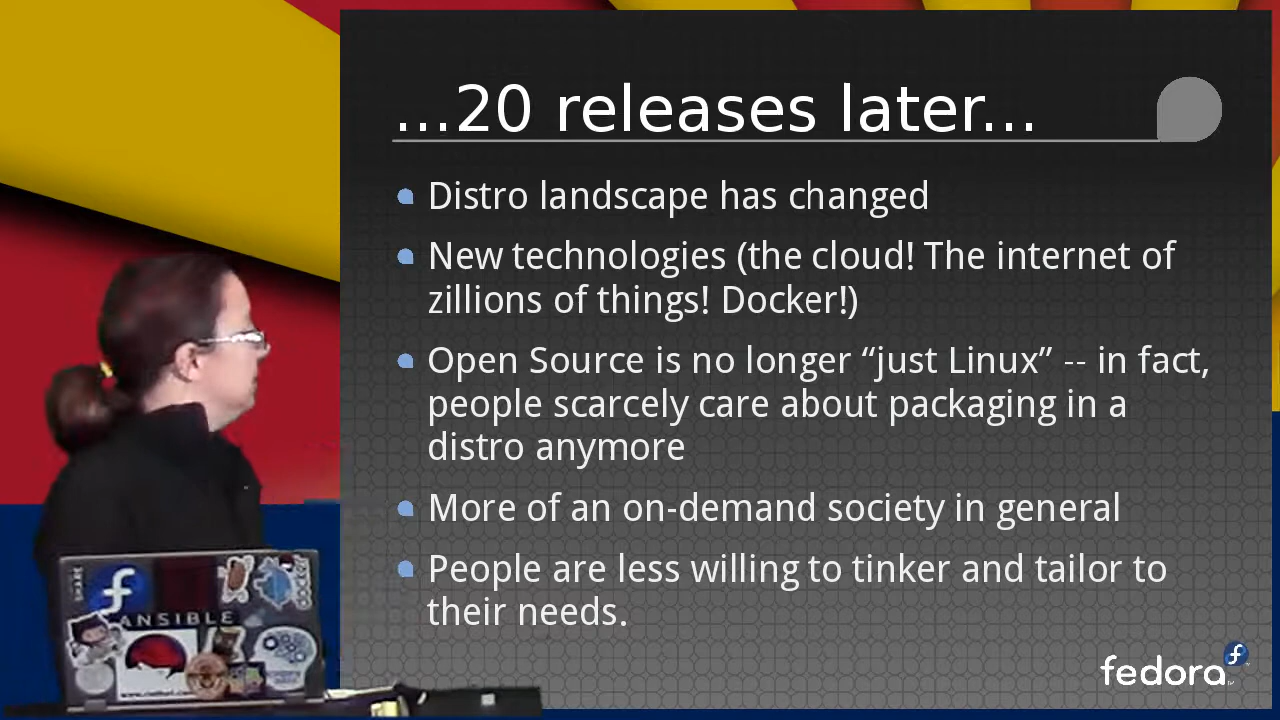 ...20 releases later...
Distro landscape has changed
New technologies (the cloud! The internet of
zillions of things! Docker!)
Open Source is no longer “just Linux” -- in fact,
people scarcely care about packaging in a
distro anymore
More of an on-demand society in general
People are less willing to tinker and tailor to
their needs.
fedora
ANSIBLE
docker